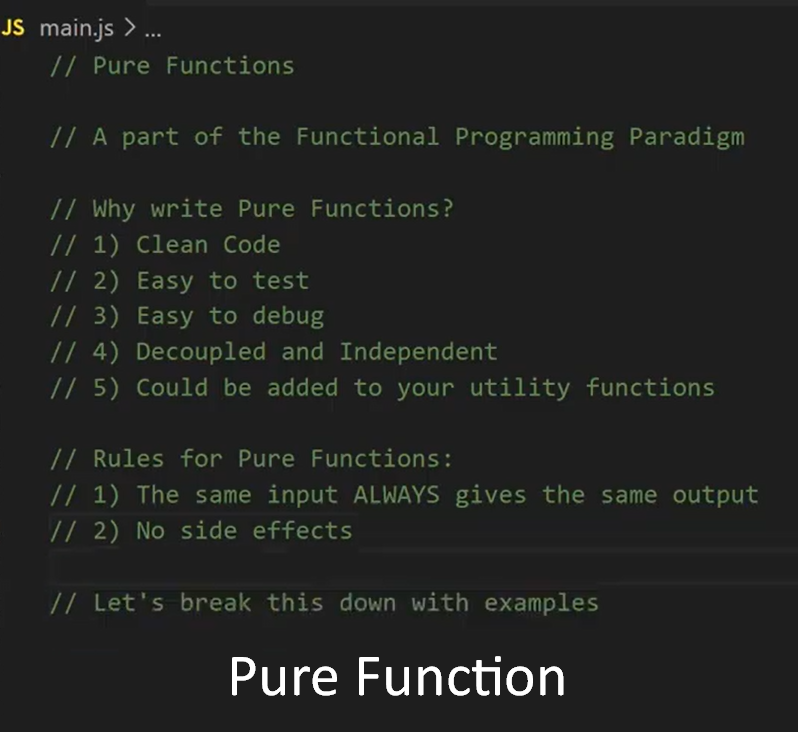 JS main.js > ...
// Pure Functions
// A part of the Functional Programming Paradigm
// Why write Pure Functions?
// 1) Clean Code
// 2) Easy to test
// 3) Easy to debug
// 4) Decoupled and Independent
// 5) Could be added to your utility functions
// Rules for Pure Functions:
// 1) The same input ALWAYS gives the same output
// 2) No side effects
// Let's break this down with examples
Pure Function